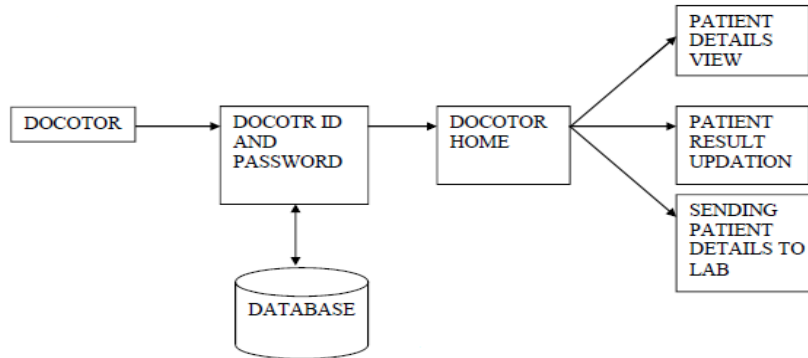 DOCOTOR
DOCOTR ID
AND
PASSWORD
DATABASE
DOCOTOR
HOME
PATIENT
DETAILS
VIEW
PATIENT
RESULT
UPDATION
SENDING
PATIENT
DETAILS TO
LAB